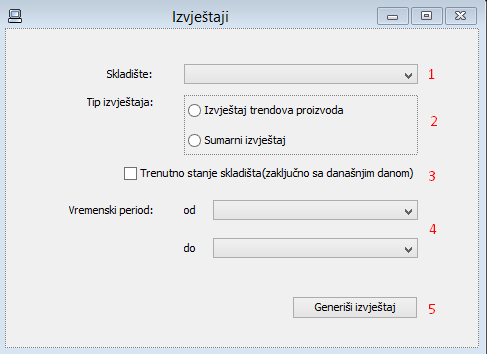 Izvještaji
Skladište: 1
Tip izvještaja:
Izvještaj trendova proizvoda
2
Sumarni izvještaj
Trenutno stanje skladišta(zaključno sa današnjim danom) 3
Vremenski period: od
4
do
Generiši izvještaj 5